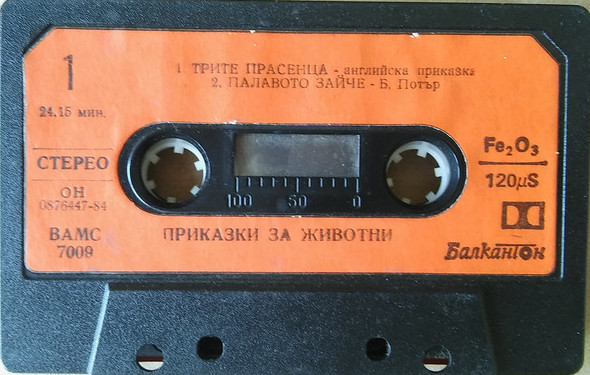 1
1. ТРИТЕ ПРАСЕНЦА - английска приказка
2. ПАЛАВОТО ЗАЙЧЕ - Б. Потър
24.15 мин.
СТЕРЕО
ОН
0876447-84
ВАМС
7009
100 50 0
Fe2O3
120μS
ПРИКАЗКИ ЗА ЖИВОТНИ
Балкантон